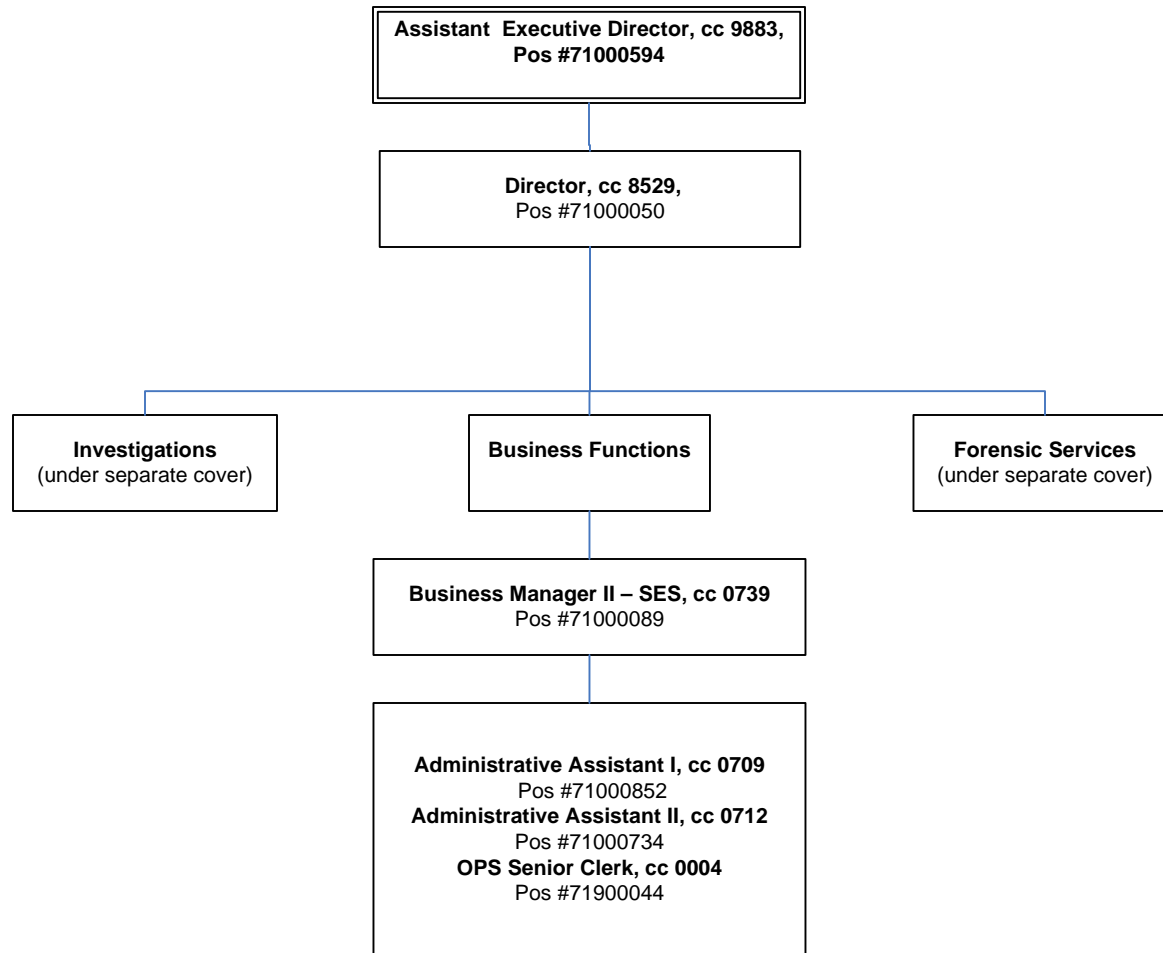 Assistant Executive Director, cc 9883,
Pos #71000594
Director, cc 8529,
Pos #71000050
Investigations
(under separate cover)
Business Functions
Forensic Services
(under separate cover)
Business Manager II – SES, cc 0739
Pos #71000089
Administrative Assistant I, cc 0709
Pos #71000852
Administrative Assistant II, cc 0712
Pos #71000734
OPS Senior Clerk, cc 0004
Pos #71900044